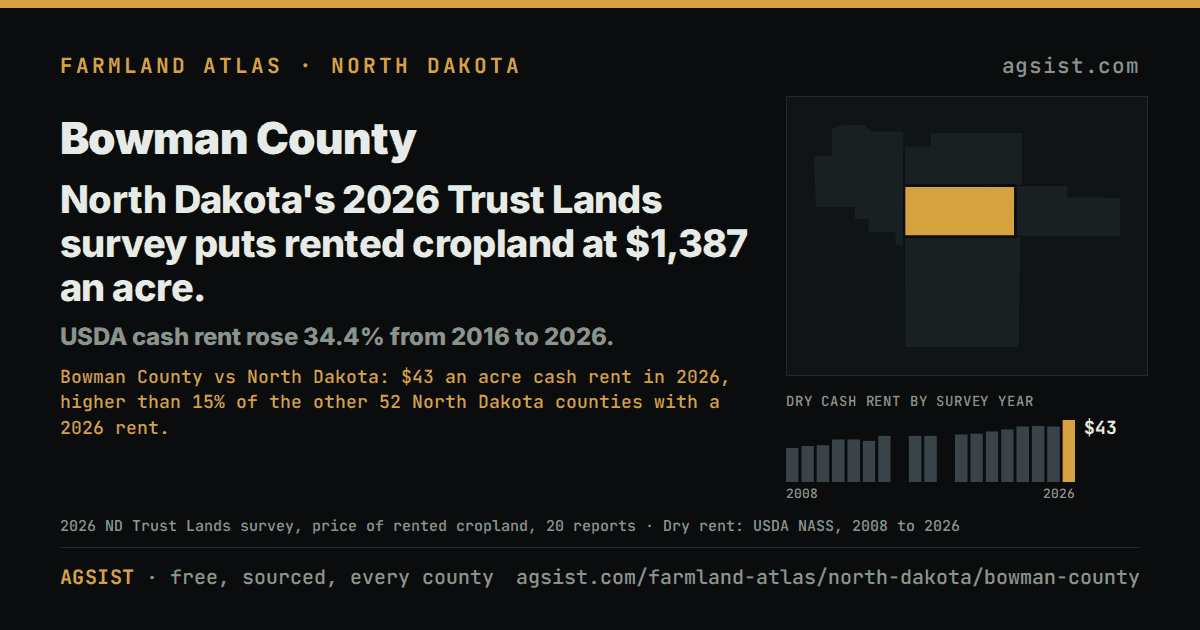 FARMLAND ATLAS · NORTH DAKOTA
agsist.com
Bowman County
North Dakota's 2026 Trust Lands
survey puts rented cropland at $1,387
an acre.
USDA cash rent rose 34.4% from 2016 to 2026.
Bowman County vs North Dakota: $43 an acre cash rent in 2026,
higher than 15% of the other 52 North Dakota counties with a
2026 rent.
DRY CASH RENT BY SURVEY YEAR
$43
2008
2026
2026 ND Trust Lands survey, price of rented cropland, 20 reports · Dry rent: USDA NASS, 2008 to 2026
AGSIST · free, sourced, every county
agsist.com/farmland-atlas/north-dakota/bowman-county